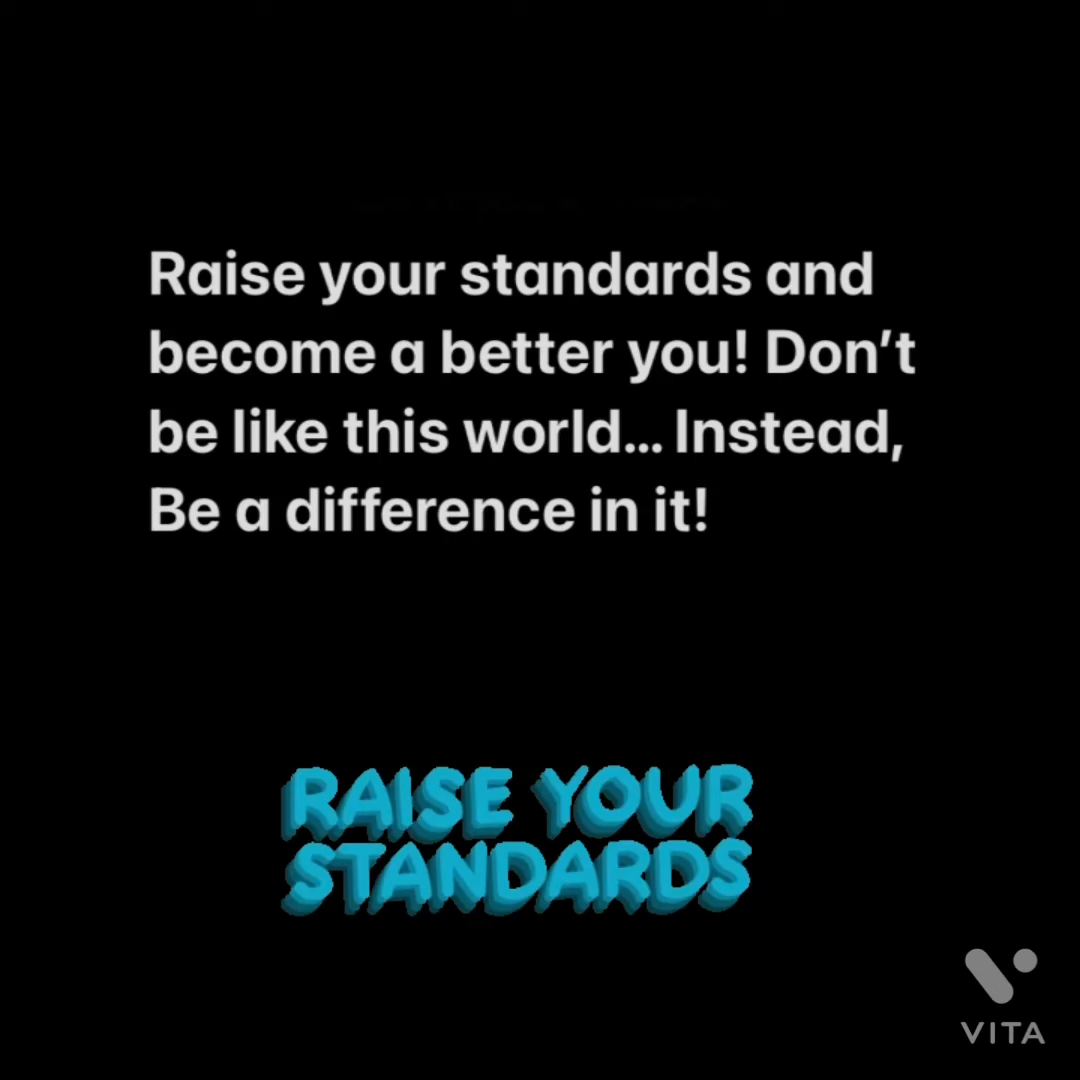 Raise your standards and
become a better you! Don’t
be like this world... Instead,
Be a difference in it!
RAISE YOUR
STANDARDS
VITA